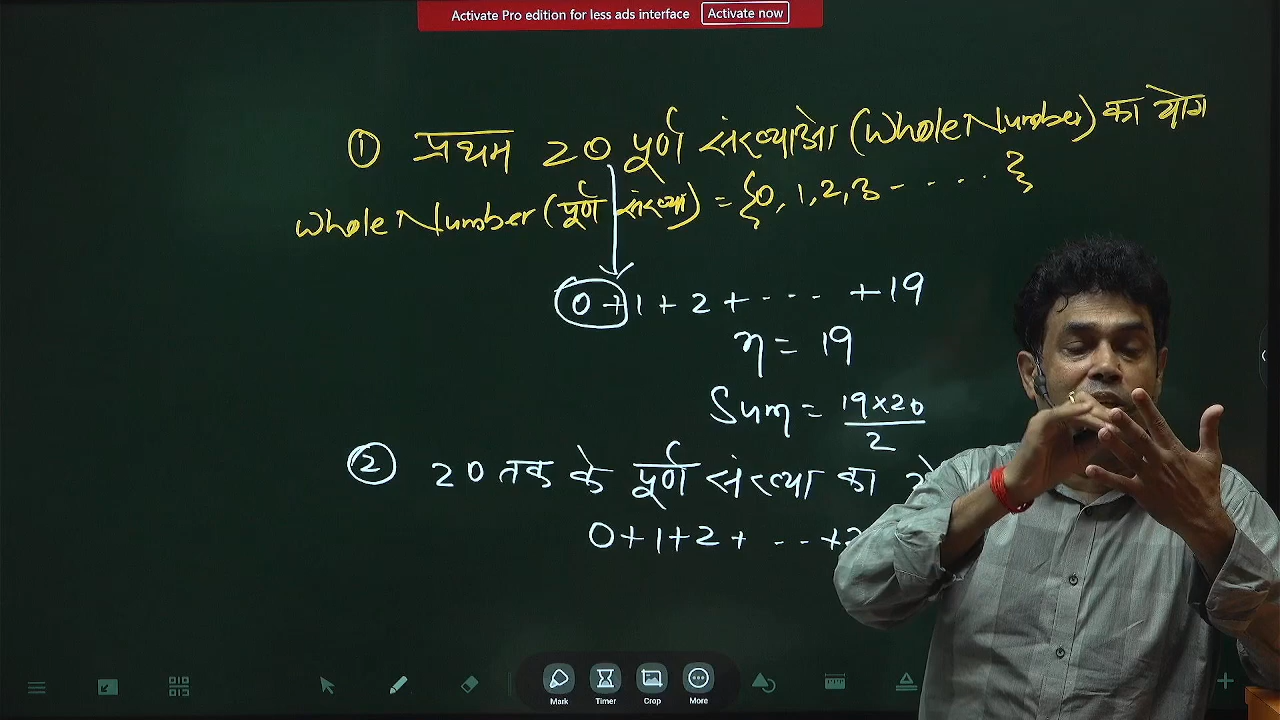 Activate Pro edition for less ads interface Activate now
① प्रथम 20 पूर्ण संख्याओ (Whole Number) का योग
Whole Number (पूर्ण संख्या) = {0, 1, 2, 3 - - . . . . }
0 + 1 + 2 + . . . . + 19
n = 19
Sum = 19×20 / 2
② 20 तक के पूर्ण संख्या का
0 + 1 + 2 + . . - - +2
Mark Timer Crop More